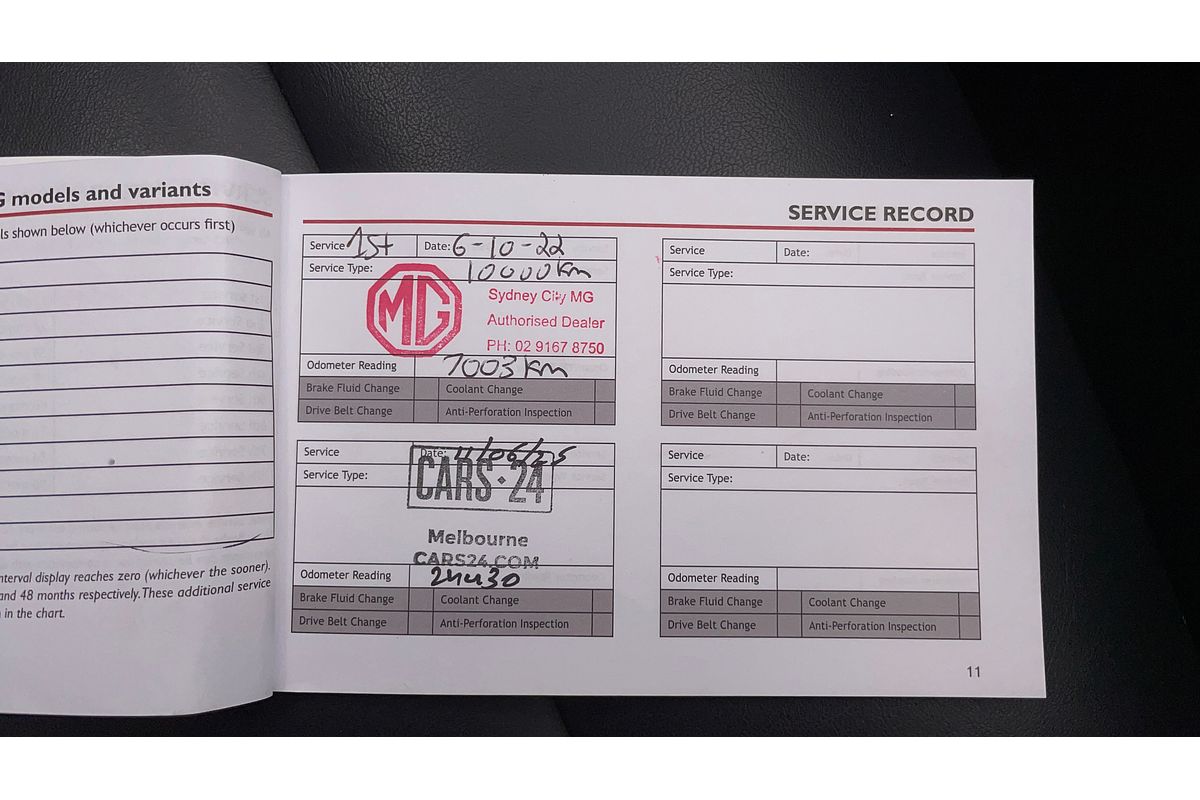 G models and variants
ls shown below (whichever occurs first)
nterval display reaches zero (whichever the sooner).
and 48 months respectively. These additional service
in the chart.
SERVICE RECORD
Service 1st Date: 6-10-22
Service Type: 10000km
MG
Sydney City MG
Authorised Dealer
PH: 02 9167 8750
Odometer Reading 7003 km
Brake Fluid Change Coolant Change
Drive Belt Change Anti-Perforation Inspection
Service Date:
Service Type:
Odometer Reading
Brake Fluid Change Coolant Change
Drive Belt Change Anti-Perforation Inspection
Service Date: 11/06/25
Service Type:
CARS·24
Melbourne
CARS24.COM
Odometer Reading 24430
Brake Fluid Change Coolant Change
Drive Belt Change Anti-Perforation Inspection
Service Date:
Service Type:
Odometer Reading
Brake Fluid Change Coolant Change
Drive Belt Change Anti-Perforation Inspection
11